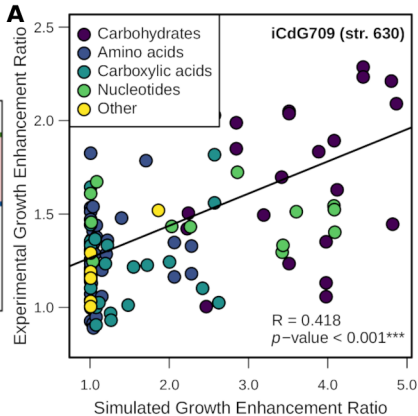 A
iCdG709 (str. 630)
Carbohydrates
Amino acids
Carboxylic acids
Nucleotides
Other
Experimental Growth Enhancement Ratio
2.5
2.0
1.5
1.0
R = 0.418
p−value < 0.001***
1.0 2.0 3.0 4.0 5.0
Simulated Growth Enhancement Ratio